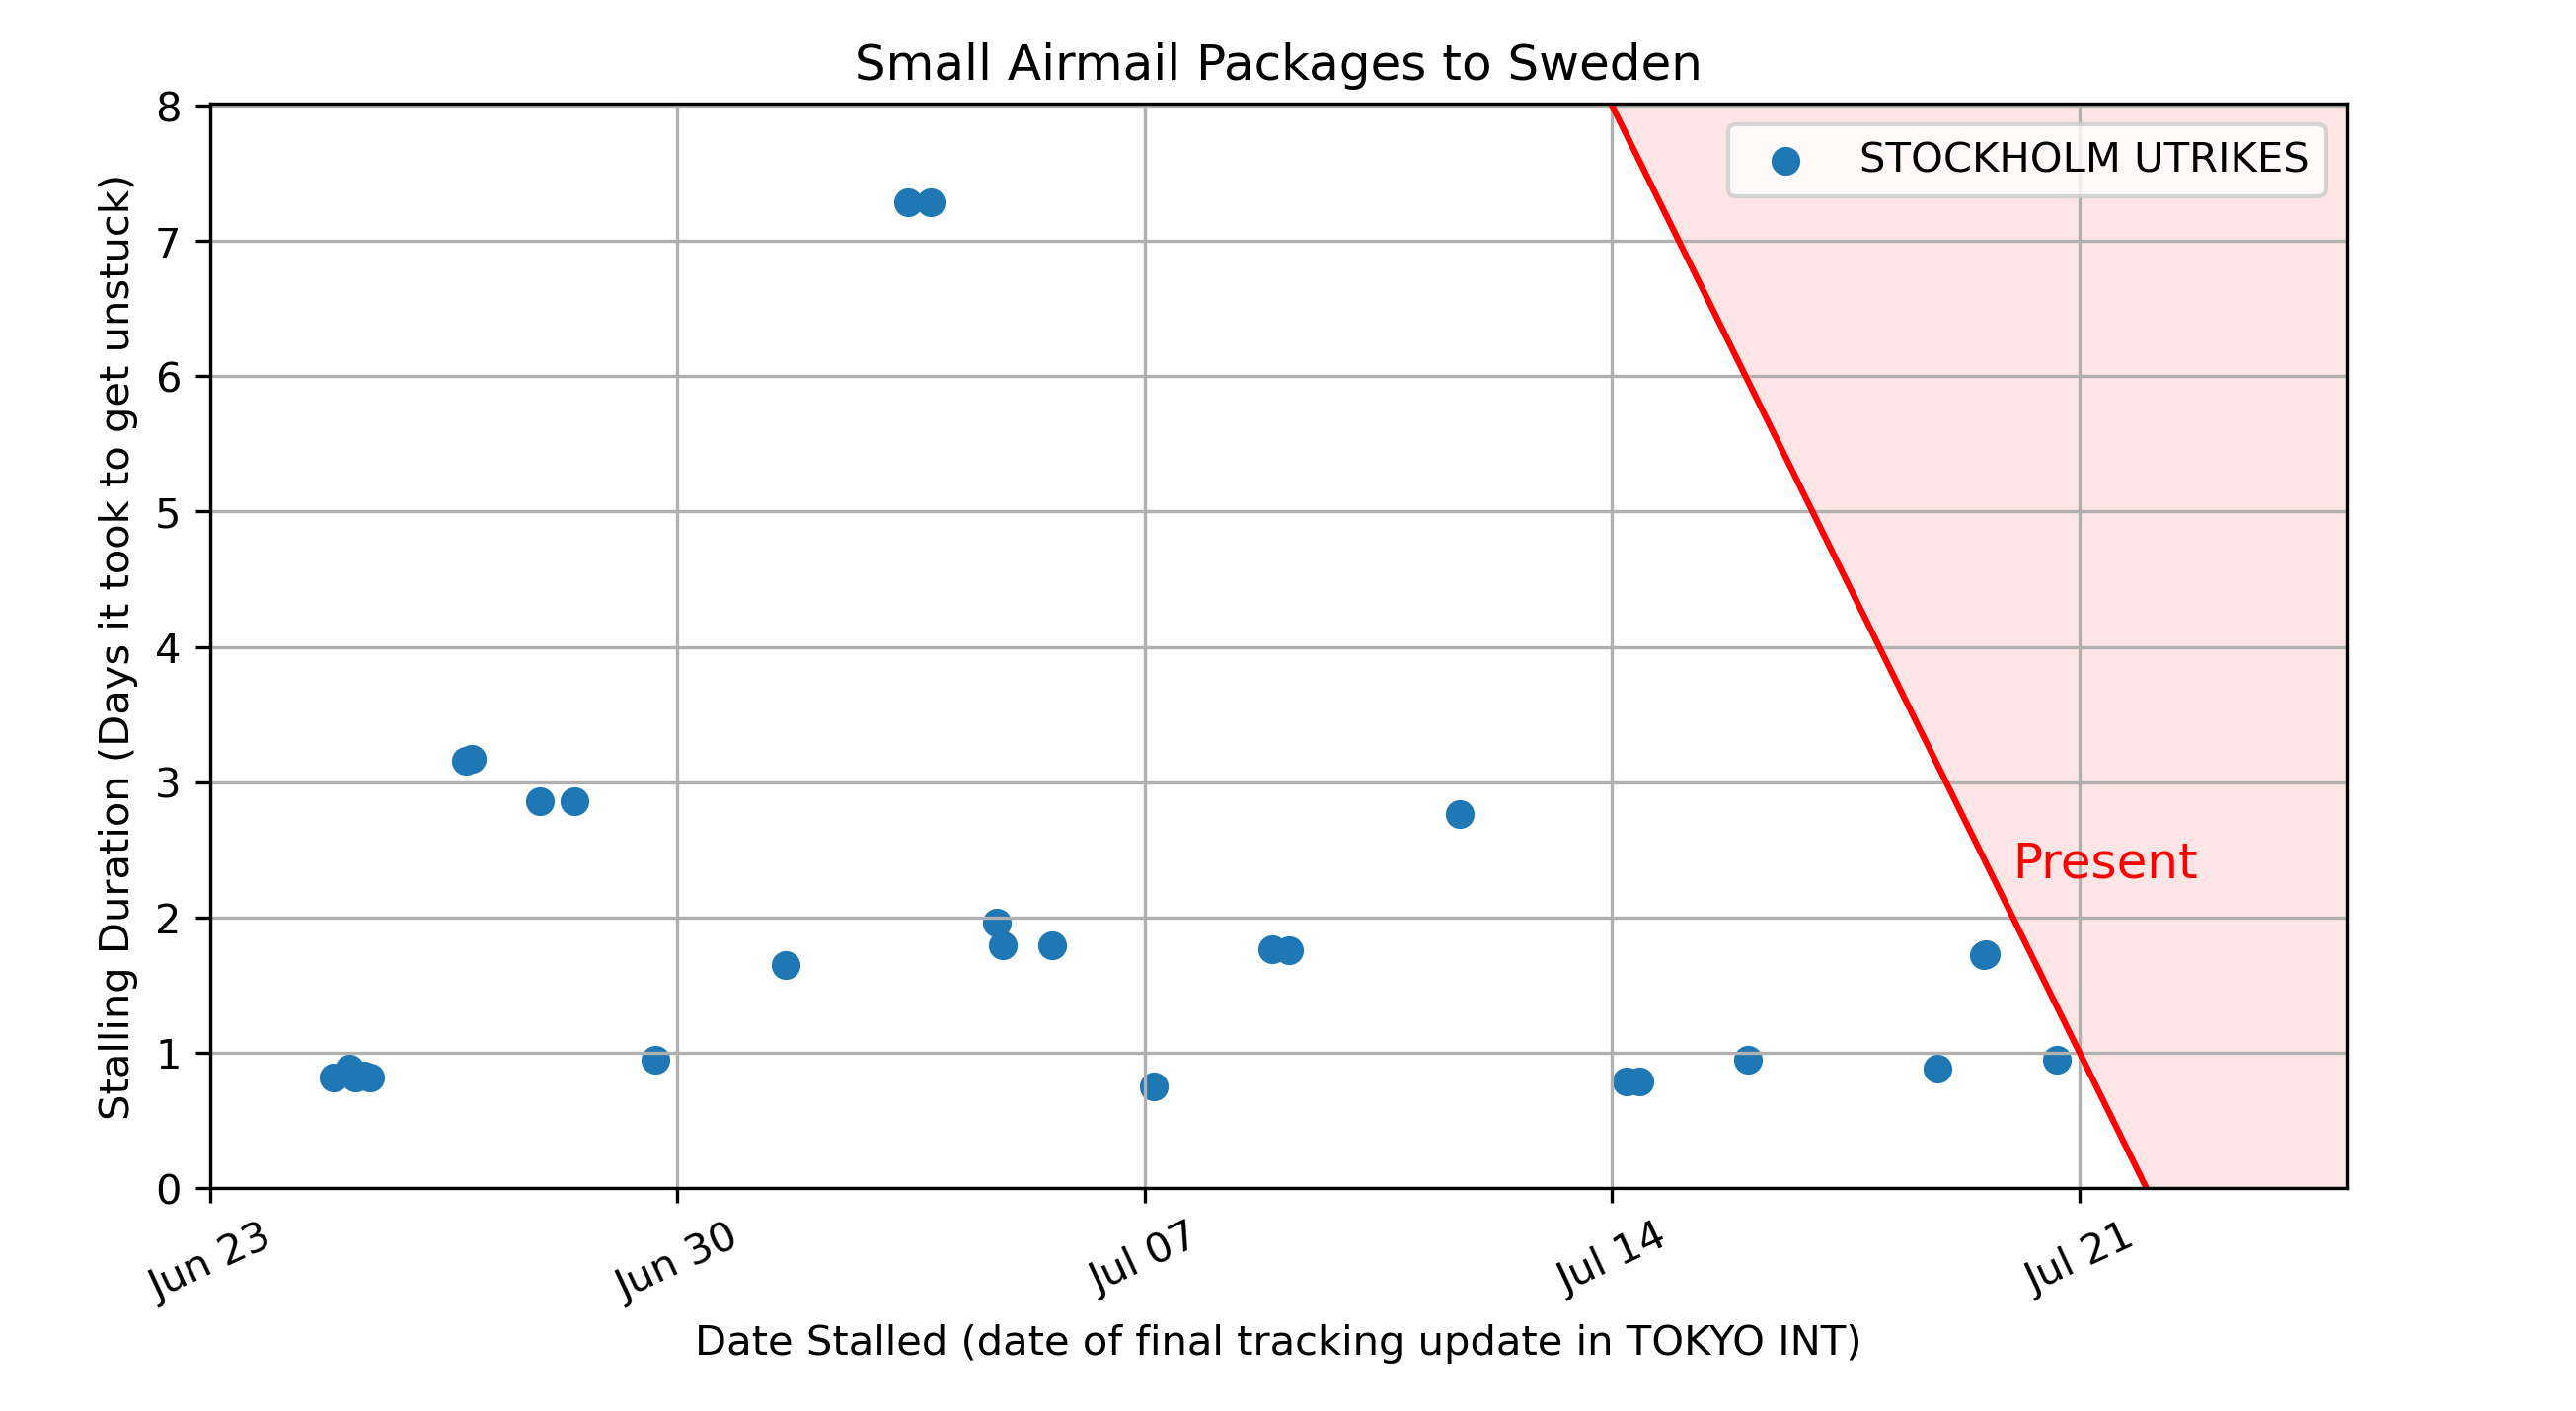 Small Airmail Packages to Sweden
STOCKHOLM UTRIKES
Stalling Duration (Days it took to get unstuck)
8
7
6
5
4
3
2
1
0
Present
Jun 23
Jun 30
Jul 07
Jul 14
Jul 21
Date Stalled (date of final tracking update in TOKYO INT)